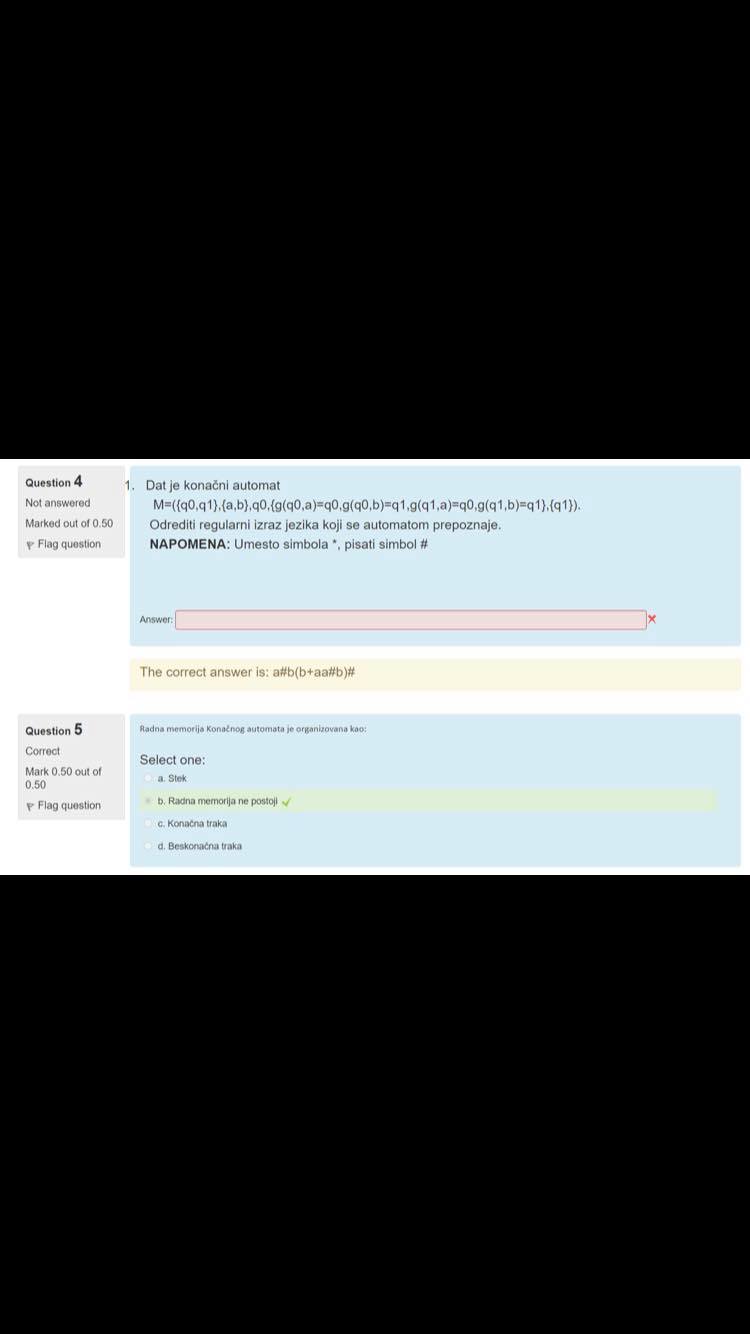 Question 4
Not answered
Marked out of 0.50
Flag question
1. Dat je konačni automat
M=({q0,q1},{a,b},q0,{g(q0,a)=q0,g(q0,b)=q1,g(q1,a)=q0,g(q1,b)=q1},{q1}).
Odrediti regularni izraz jezika koji se automatom prepoznaje.
NAPOMENA: Umesto simbola *, pisati simbol #
Answer:
The correct answer is: a#b(b+aa#b)#
Question 5
Correct
Mark 0.50 out of
0.50
Flag question
Radna memorija Konačnog automata je organizovana kao:
Select one:
a. Stek
b. Radna memorija ne postoji
c. Konačna traka
d. Beskonačna traka